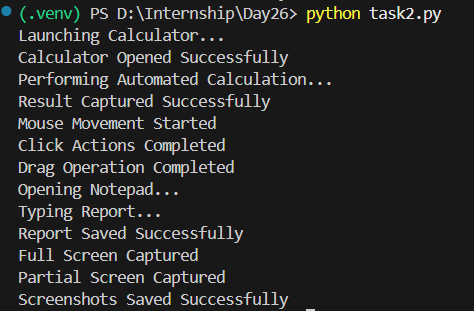 (.venv) PS D:\Internship\Day26> python task2.py
Launching Calculator...
Calculator Opened Successfully
Performing Automated Calculation...
Result Captured Successfully
Mouse Movement Started
Click Actions Completed
Drag Operation Completed
Opening Notepad...
Typing Report...
Report Saved Successfully
Full Screen Captured
Partial Screen Captured
Screenshots Saved Successfully